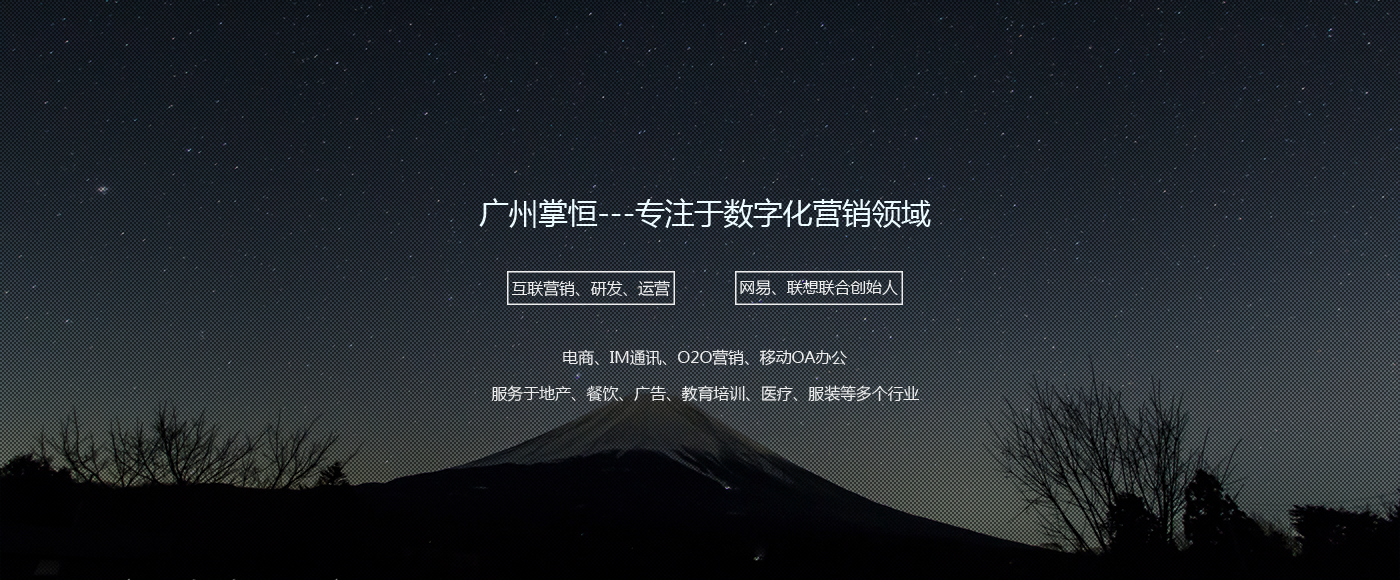 广州掌恒---专注于数字化营销领域
互联营销、研发、运营
网易、联想联合创始人
电商、IM通讯、O2O营销、移动OA办公
服务于地产、餐饮、广告、教育培训、医疗、服装等多个行业